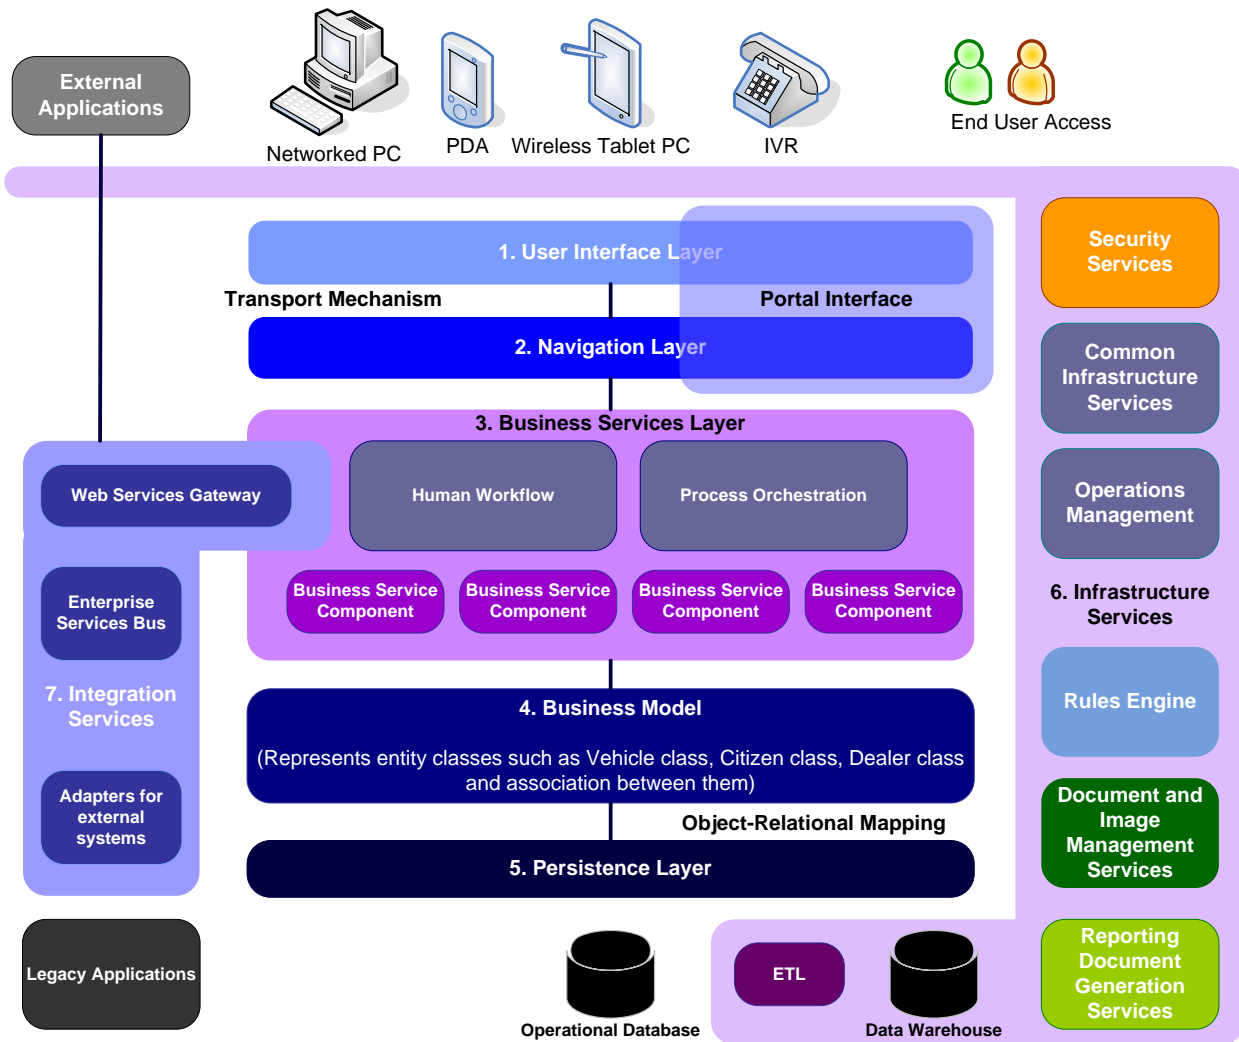 External
Applications
Networked PC
PDA
Wireless Tablet PC
IVR
End User Access
1. User Interface Layer
Transport Mechanism
Portal Interface
2. Navigation Layer
3. Business Services Layer
Human Workflow
Process Orchestration
Business Service
Component
Business Service
Component
Business Service
Component
Business Service
Component
Web Services Gateway
Enterprise
Services Bus
7. Integration
Services
Adapters for
external
systems
4. Business Model
(Represents entity classes such as Vehicle class, Citizen class, Dealer class
and association between them)
Object-Relational Mapping
5. Persistence Layer
Security
Services
Common
Infrastructure
Services
Operations
Management
6. Infrastructure
Services
Rules Engine
Document and
Image
Management
Services
Reporting
Document
Generation
Services
Legacy Applications
Operational Database
ETL
Data Warehouse